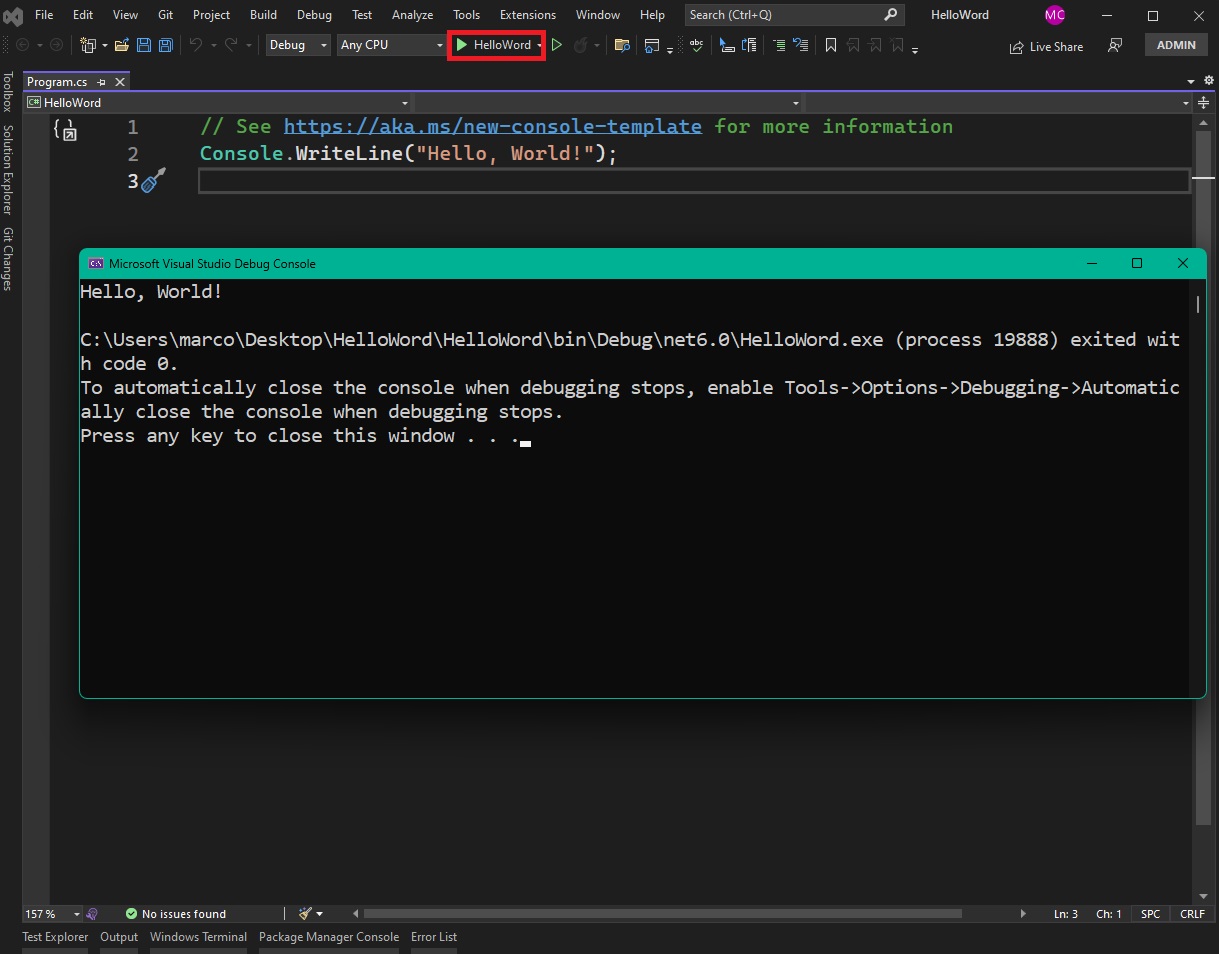 File Edit View Git Project Build Debug Test Analyze Tools Extensions Window Help Search (Ctrl+Q) HelloWord MC
Debug Any CPU HelloWord abc Live Share ADMIN
Toolbox
Solution Explorer
Git Changes
Program.cs
C# HelloWord
1 // See https://aka.ms/new-console-template for more information
2 Console.WriteLine("Hello, World!");
3
C:\ Microsoft Visual Studio Debug Console
Hello, World!
C:\Users\marco\Desktop\HelloWord\HelloWord\bin\Debug\net6.0\HelloWord.exe (process 19888) exited wit
h code 0.
To automatically close the console when debugging stops, enable Tools->Options->Debugging->Automatic
ally close the console when debugging stops.
Press any key to close this window . . .
157 % No issues found Ln: 3 Ch: 1 SPC CRLF
Test Explorer Output Windows Terminal Package Manager Console Error List